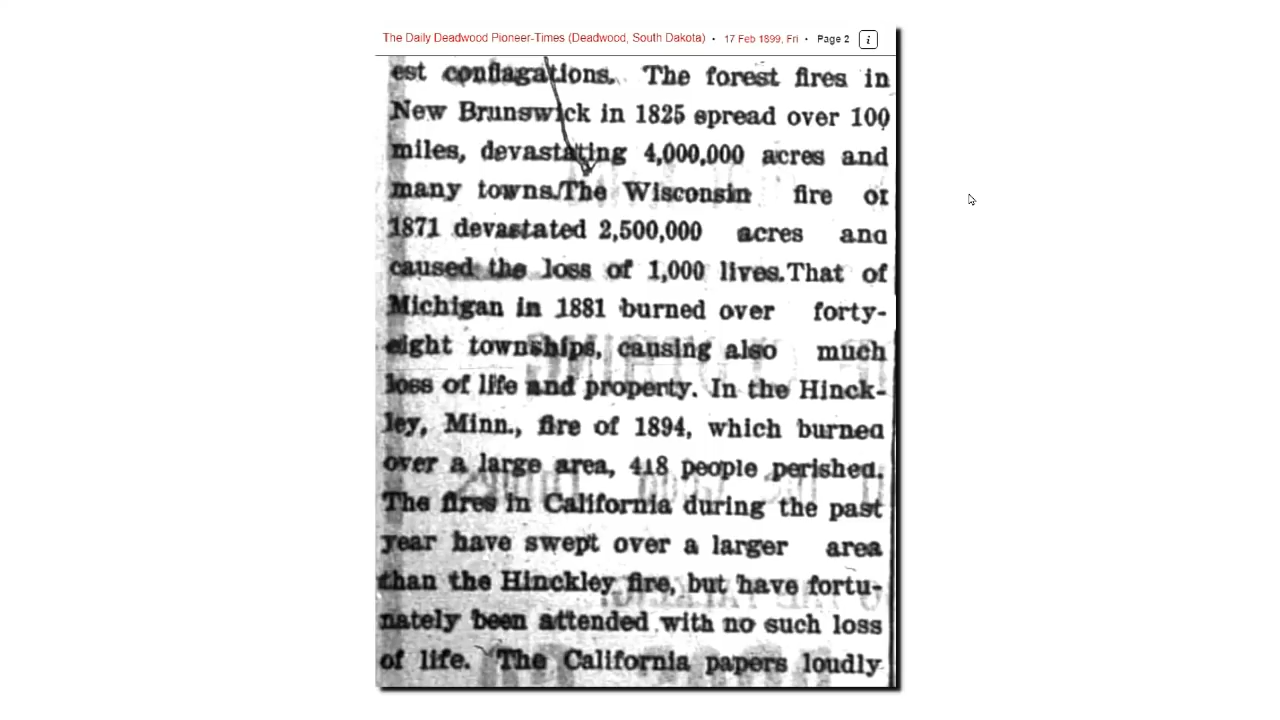 The Daily Deadwood Pioneer-Times (Deadwood, South Dakota) · 17 Feb 1899, Fri · Page 2 i
est conflagations. The forest fires in
New Brunswick in 1825 spread over 100
miles, devastating 4,000,000 acres and
many towns. The Wisconsin fire of
1871 devastated 2,500,000 acres and
caused the loss of 1,000 lives. That of
Michigan in 1881 burned over forty-
eight townships, causing also much
loss of life and property. In the Hinck-
ley, Minn., fire of 1894, which burned
over a large area, 418 people perished.
The fires in California during the past
year have swept over a larger area
than the Hinckley fire, but have fortu-
nately been attended with no such loss
of life. The California papers loudly